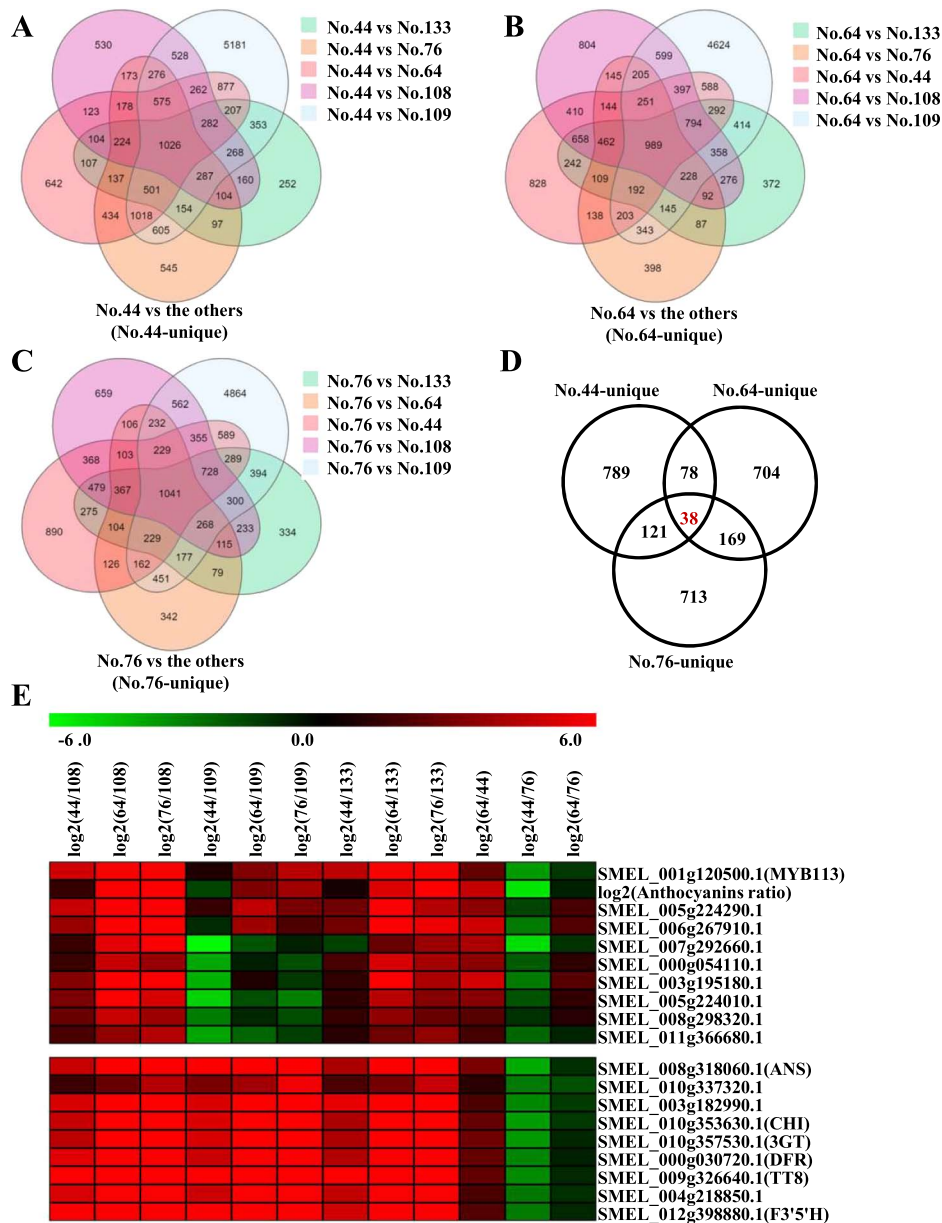 A
530
5181
528
173
276
262
877
123
178
575
207
282
353
104
224
1026
268
107
287
160
642
137
252
501
104
434
1018
154
97
605
545
No.44 vs No.133
No.44 vs No.76
No.44 vs No.64
No.44 vs No.108
No.44 vs No.109
No.44 vs the others
(No.44-unique)
B
804
4624
599
145
205
397
588
410
144
251
292
794
414
658
462
989
358
242
228
276
828
109
372
192
92
138
203
145
87
343
398
No.64 vs No.133
No.64 vs No.76
No.64 vs No.44
No.64 vs No.108
No.64 vs No.109
No.64 vs the others
(No.64-unique)
C
659
4864
562
106
232
355
589
368
103
229
289
728
394
479
367
1041
300
275
268
233
890
104
334
229
115
126
162
177
79
451
342
No.76 vs No.133
No.76 vs No.64
No.76 vs No.44
No.76 vs No.108
No.76 vs No.109
No.76 vs the others
(No.76-unique)
D
No.44-unique
No.64-unique
789
78
704
38
121
169
713
No.76-unique
E
-6 .0 0.0 6.0
log2(44/108)
log2(64/108)
log2(76/108)
log2(44/109)
log2(64/109)
log2(76/109)
log2(44/133)
log2(64/133)
log2(76/133)
log2(64/44)
log2(44/76)
log2(64/76)
SMEL_001g120500.1(MYB113)
log2(Anthocyanins ratio)
SMEL_005g224290.1
SMEL_006g267910.1
SMEL_007g292660.1
SMEL_000g054110.1
SMEL_003g195180.1
SMEL_005g224010.1
SMEL_008g298320.1
SMEL_011g366680.1
SMEL_008g318060.1(ANS)
SMEL_010g337320.1
SMEL_003g182990.1
SMEL_010g353630.1(CHI)
SMEL_010g357530.1(3GT)
SMEL_000g030720.1(DFR)
SMEL_009g326640.1(TT8)
SMEL_004g218850.1
SMEL_012g398880.1(F3'5'H)